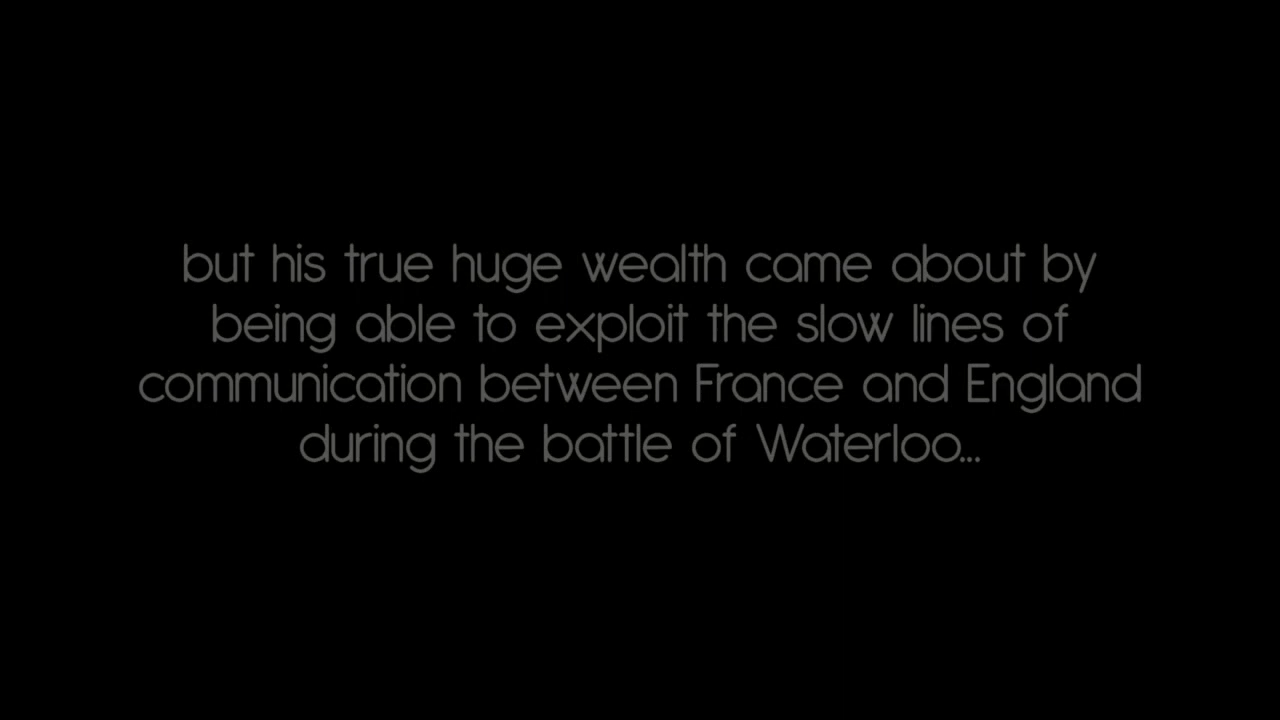 but his true huge wealth came about by
being able to exploit the slow lines of
communication between France and England
during the battle of Waterloo...